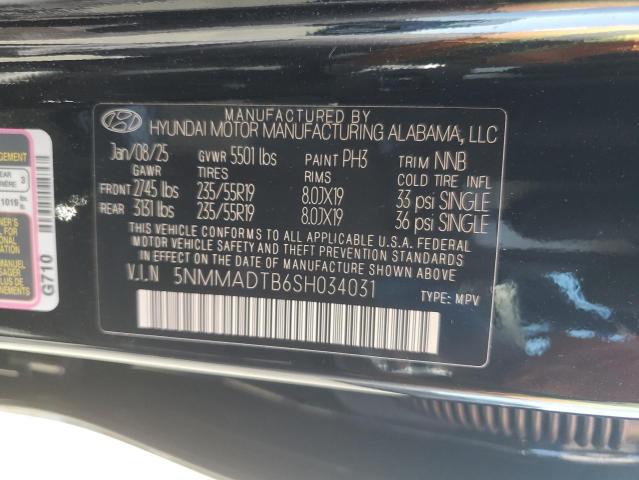 MANUFACTURED BY
HYUNDAI MOTOR MANUFACTURING ALABAMA, LLC
Jan/08/25 GVWR 5501 lbs PAINT PH3 TRIM NNB
GAWR TIRES RIMS COLD TIRE INFL
FRONT 2745 lbs 235/55R19 8.0JX19 33 psi SINGLE
REAR 3131 lbs 235/55R19 8.0JX19 36 psi SINGLE
THIS VEHICLE CONFORMS TO ALL APPLICABLE U.S.A. FEDERAL
MOTOR VEHICLE SAFETY AND THEFT PREVENTION STANDARDS
IN EFFECT ON THE DATE OF MANUFACTURE SHOWN ABOVE.
V.I.N 5NMMADTB6SH034031
TYPE: MPV
3
1019
MANUEL
G710